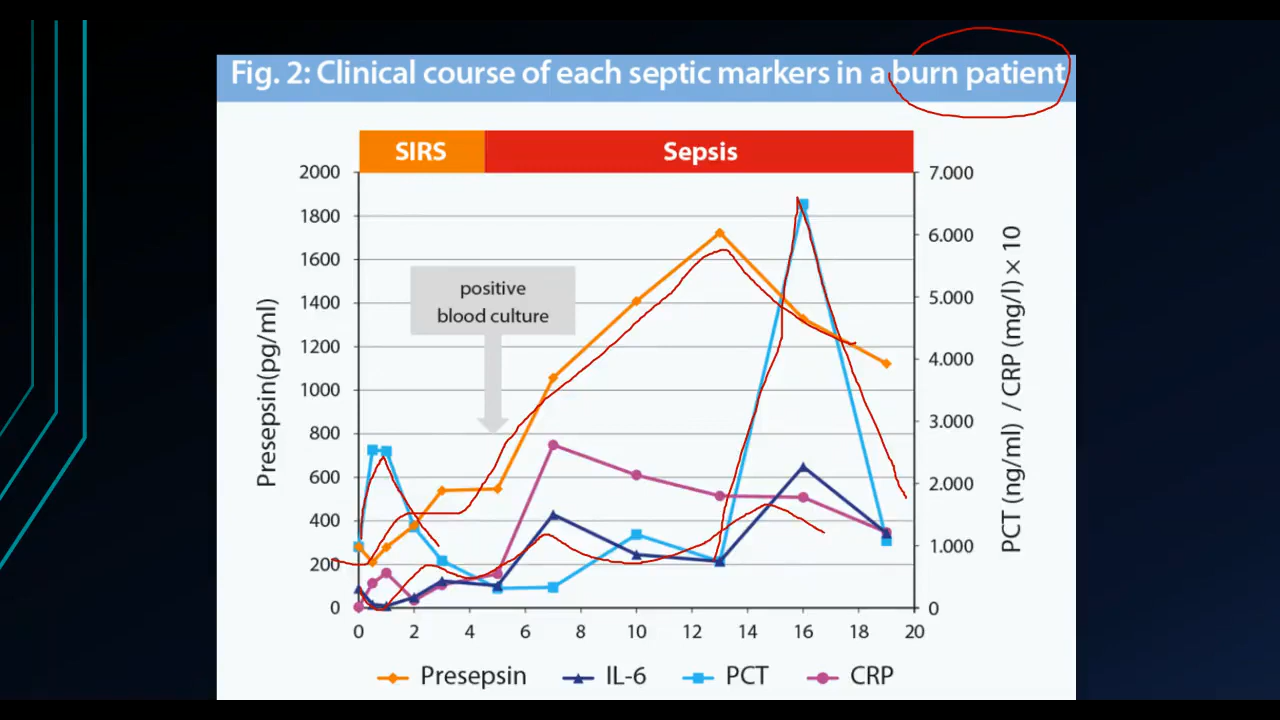 Fig. 2: Clinical course of each septic markers in a burn patient
SIRS
Sepsis
2000
1800
1600
1400
1200
1000
800
600
400
200
0
Presepsin(pg/ml)
positive
blood culture
7.000
6.000
5.000
4.000
3.000
2.000
1.000
0
PCT (ng/ml) / CRP (mg/l) × 10
0 2 4 6 8 10 12 14 16 18 20
Presepsin IL-6 PCT CRP